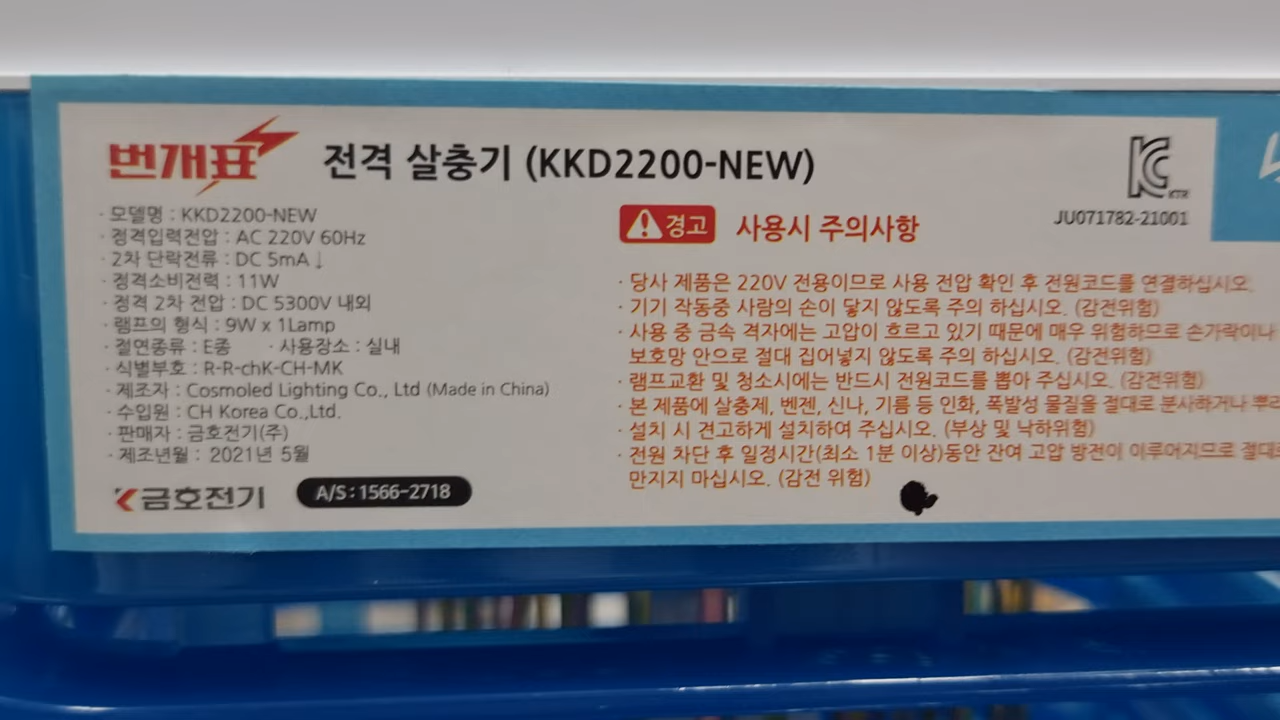 번개표 전격 살충기 (KKD2200-NEW)
· 모델명 : KKD2200-NEW
· 정격입력전압 : AC 220V 60Hz
· 2차 단락전류 : DC 5mA ↓
· 정격소비전력 : 11W
· 정격 2차 전압 : DC 5300V 내외
· 램프의 형식 : 9W x 1Lamp
· 절연종류 : E종 · 사용장소 : 실내
· 식별부호 : R-R-chK-CH-MK
· 제조자 : Cosmoled Lighting Co., Ltd (Made in China)
· 수입원 : CH Korea Co.,Ltd.
· 판매자 : 금호전기(주)
· 제조년월 : 2021년 5월
금호전기 A/S : 1566-2718
KC
KTR
JU071782-21001
경고 사용시 주의사항
· 당사 제품은 220V 전용이므로 사용 전압 확인 후 전원코드를 연결하십시오.
· 기기 작동중 사람의 손이 닿지 않도록 주의 하십시오. (감전위험)
· 사용 중 금속 격자에는 고압이 흐르고 있기 때문에 매우 위험하므로 손가락이나
보호망 안으로 절대 집어넣지 않도록 주의 하십시오. (감전위험)
· 램프교환 및 청소시에는 반드시 전원코드를 뽑아 주십시오. (감전위험)
· 본 제품에 살충제, 벤젠, 신나, 기름 등 인화, 폭발성 물질을 절대로 분사하거나
· 설치 시 견고하게 설치하여 주십시오. (부상 및 낙하위험)
· 전원 차단 후 일정시간(최소 1분 이상)동안 잔여 고압 방전이 이루어지므로
만지지 마십시오. (감전 위험)